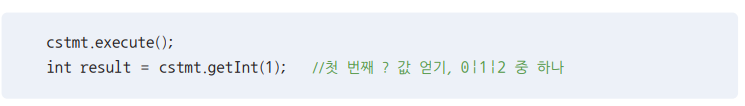 cstmt.execute();
int result = cstmt.getInt(1);   //첫 번째 ? 값 얻기, 0|1|2 중 하나